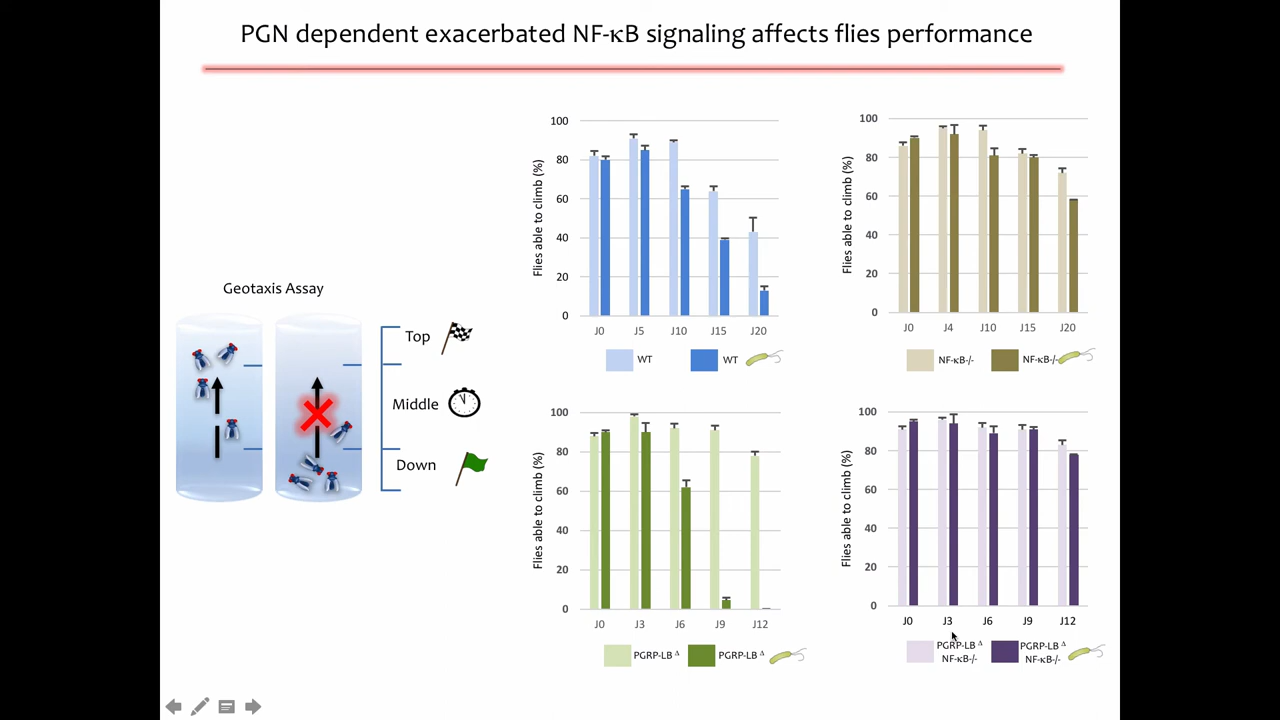 PGN dependent exacerbated NF-κB signaling affects flies performance
Geotaxis Assay
Top
Middle
Down
Flies able to climb (%)
100
80
60
40
20
0
J0 J5 J10 J15 J20
WT WT
Flies able to climb (%)
100
80
60
40
20
0
J0 J4 J10 J15 J20
NF-κB-/- NF-κB-/-
Flies able to climb (%)
100
80
60
40
20
0
J0 J3 J6 J9 J12
PGRP-LB Δ PGRP-LB Δ
Flies able to climb (%)
100
80
60
40
20
0
J0 J3 J6 J9 J12
PGRP-LB Δ PGRP-LB Δ
NF-κB-/- NF-κB-/-